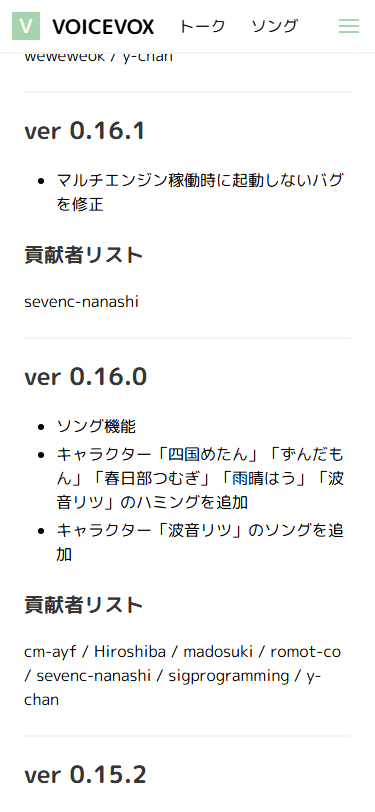 V VOICEVOX トーク ソング
weweweok / y-chan
ver 0.16.1
マルチエンジン稼働時に起動しないバグ
を修正
貢献者リスト
sevenc-nanashi
ver 0.16.0
ソング機能
キャラクター「四国めたん」「ずんだも
ん」「春日部つむぎ」「雨晴はう」「波
音リツ」のハミングを追加
キャラクター「波音リツ」のソングを追
加
貢献者リスト
cm-ayf / Hiroshiba / madosuki / romot-co
/ sevenc-nanashi / sigprogramming / y-
chan
ver 0.15.2